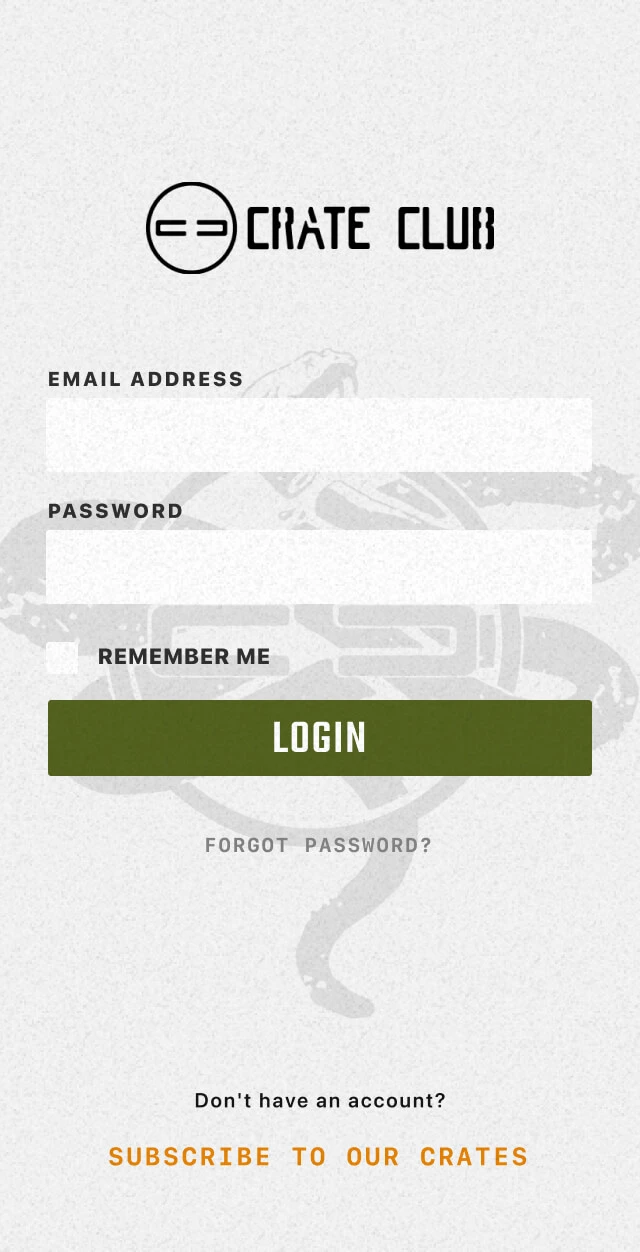 CRATE CLUB
EMAIL ADDRESS
PASSWORD
REMEMBER ME
LOGIN
FORGOT PASSWORD?
Don't have an account?
SUBSCRIBE TO OUR CRATES